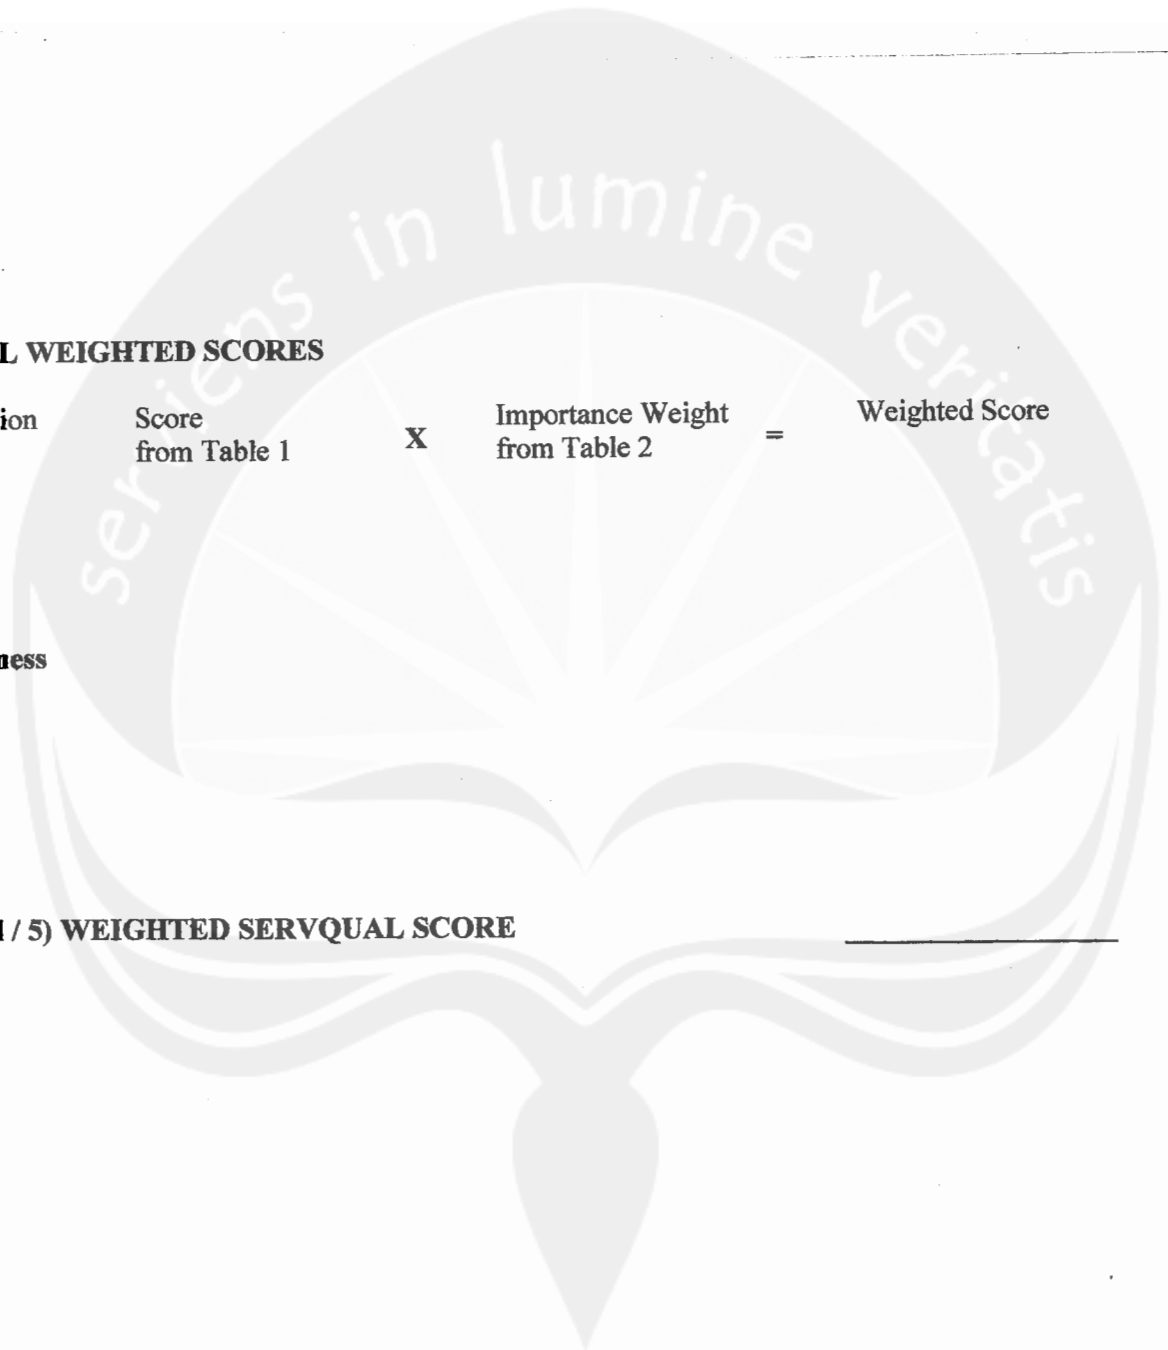 serviens in lumine veritatis
L WEIGHTED SCORES
ion Score Importance Weight Weighted Score
from Table 1 X from Table 2 =
ness
/ 5) WEIGHTED SERVQUAL SCORE